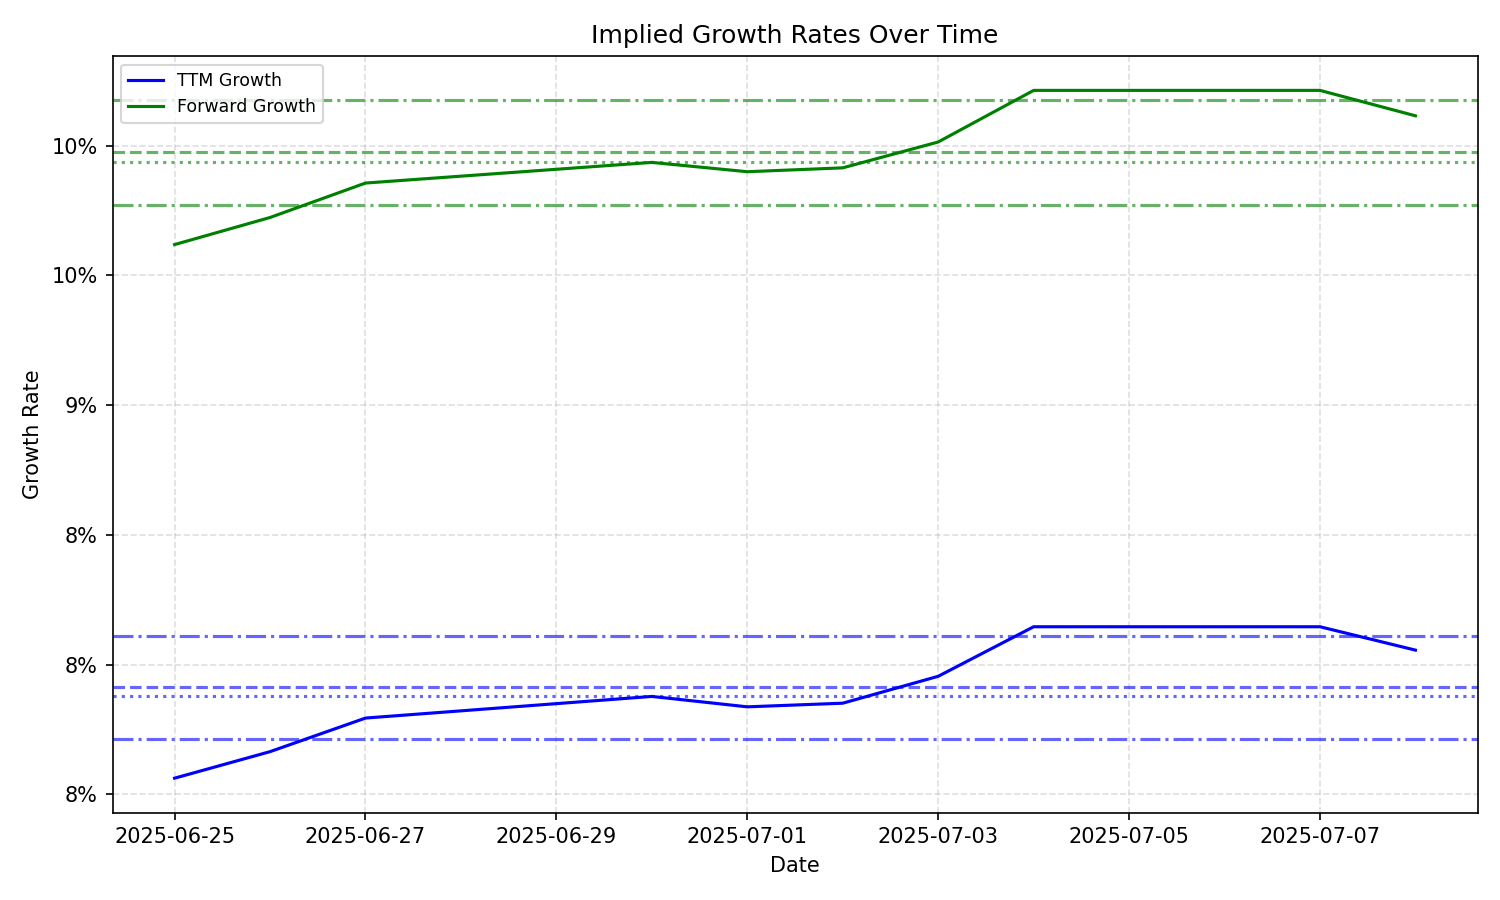 Implied Growth Rates Over Time
TTM Growth
Forward Growth
10%
10%
9%
8%
8%
8%
Growth Rate
2025-06-25
2025-06-27
2025-06-29
2025-07-01
2025-07-03
2025-07-05
2025-07-07
Date